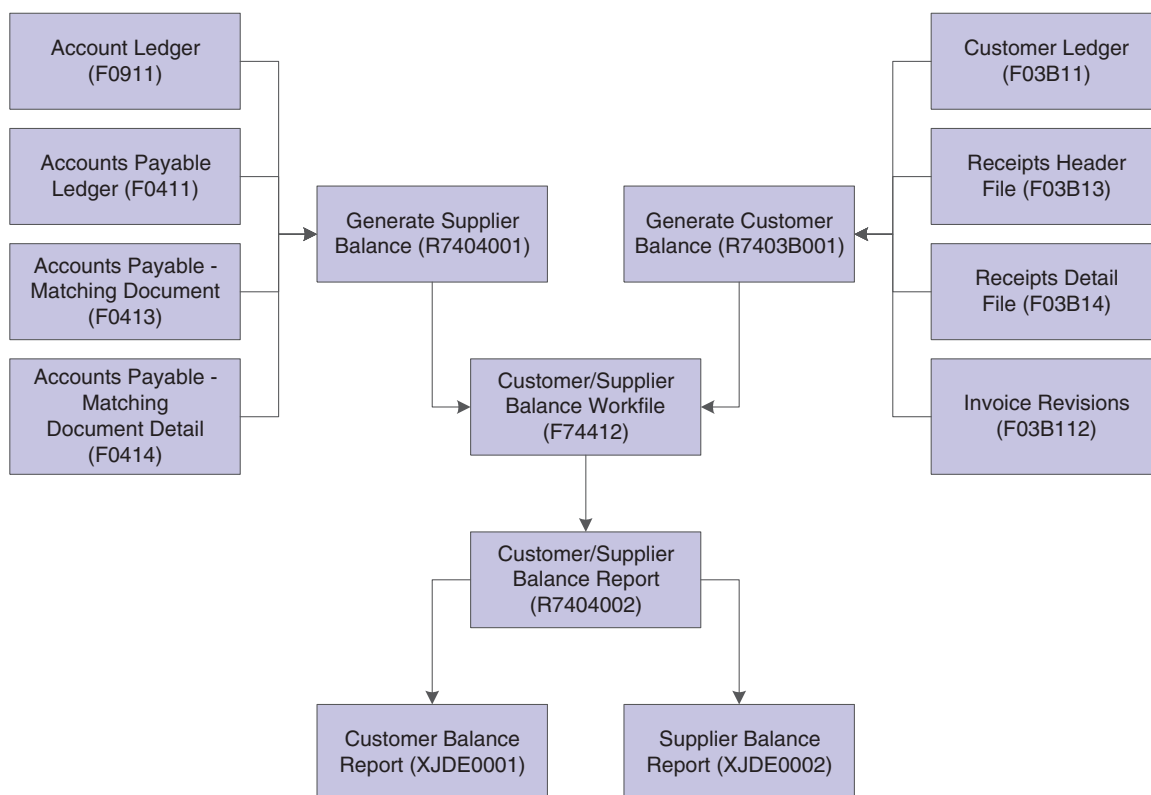 Account Ledger
(F0911)
Customer Ledger
(F03B11)
Accounts Payable
Ledger (F0411)
Receipts Header
File (F03B13)
Generate Supplier
Balance (R7404001)
Generate Customer
Balance (R7403B001)
Accounts Payable -
Matching Document
(F0413)
Receipts Detail
File (F03B14)
Accounts Payable -
Matching
Document Detail
(F0414)
Customer/Supplier
Balance Workfile
(F74412)
Invoice Revisions
(F03B112)
Customer/Supplier
Balance Report
(R7404002)
Customer Balance
Report (XJDE0001)
Supplier Balance
Report (XJDE0002)